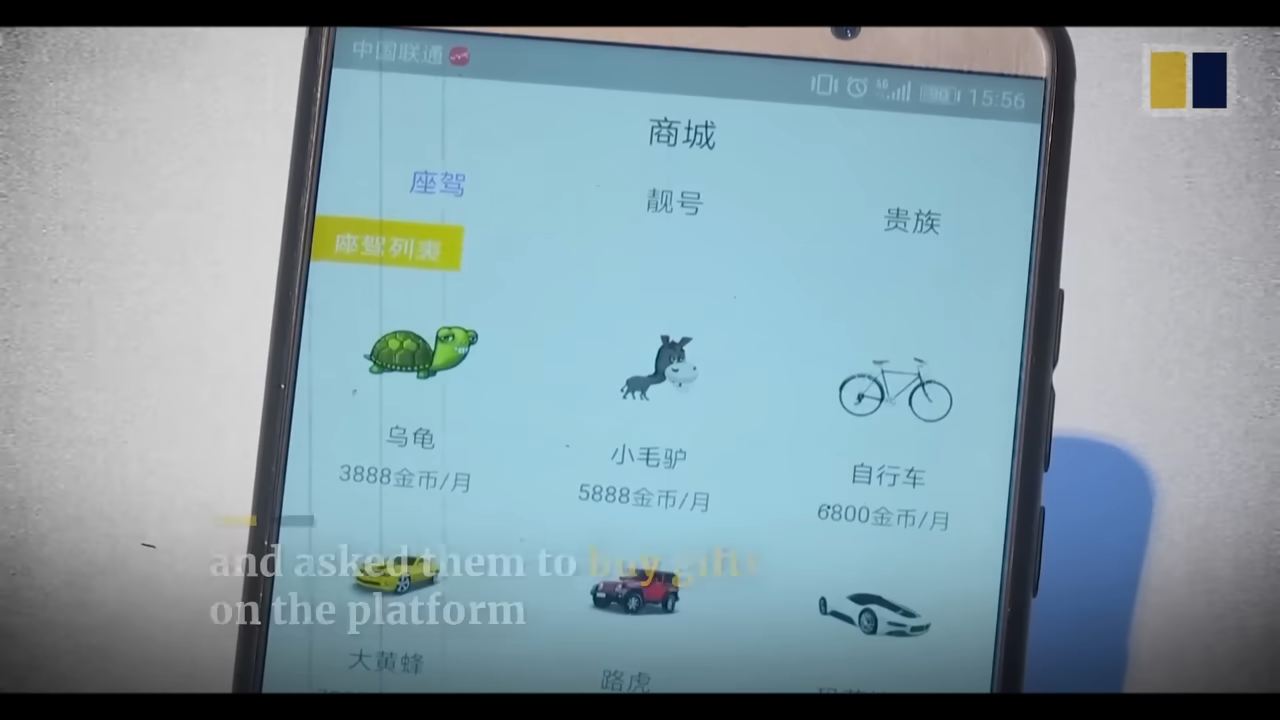 中国联通
15:56
商城
座驾
靓号
贵族
座驾列表
乌龟
小毛驴
自行车
3888金币/月
5888金币/月
6800金币/月
and asked them to buy gifts
on the platform
大黄蜂
路虎